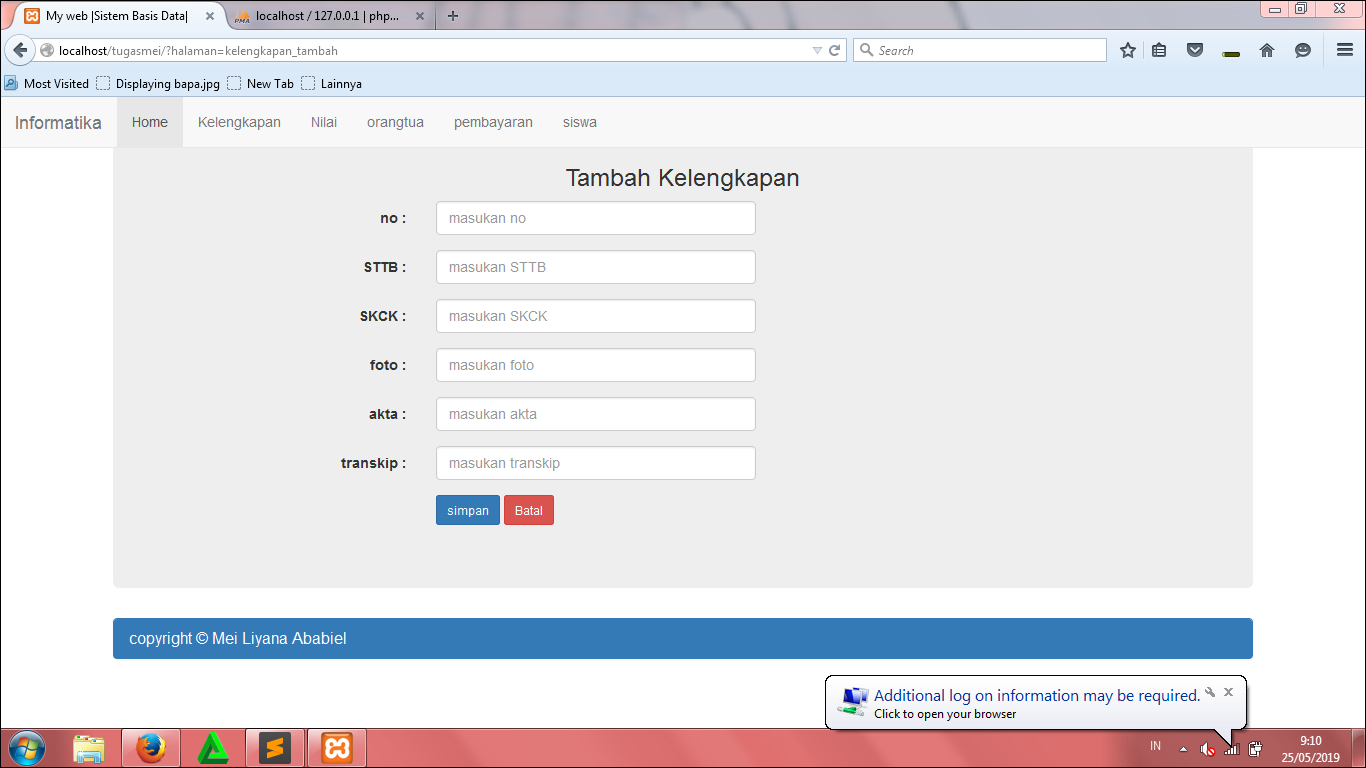 My web |Sistem Basis Data|
localhost / 127.0.0.1 | php...
localhost/tugasmei/?halaman=kelengkapan_tambah
Search
Most Visited Displaying bapa.jpg New Tab Lainnya
Informatika Home Kelengkapan Nilai orangtua pembayaran siswa
Tambah Kelengkapan
no : masukan no
STTB : masukan STTB
SKCK : masukan SKCK
foto : masukan foto
akta : masukan akta
transkip : masukan transkip
simpan Batal
copyright © Mei Liyana Ababiel
Additional log on information may be required.
Click to open your browser
IN
9:10
25/05/2019